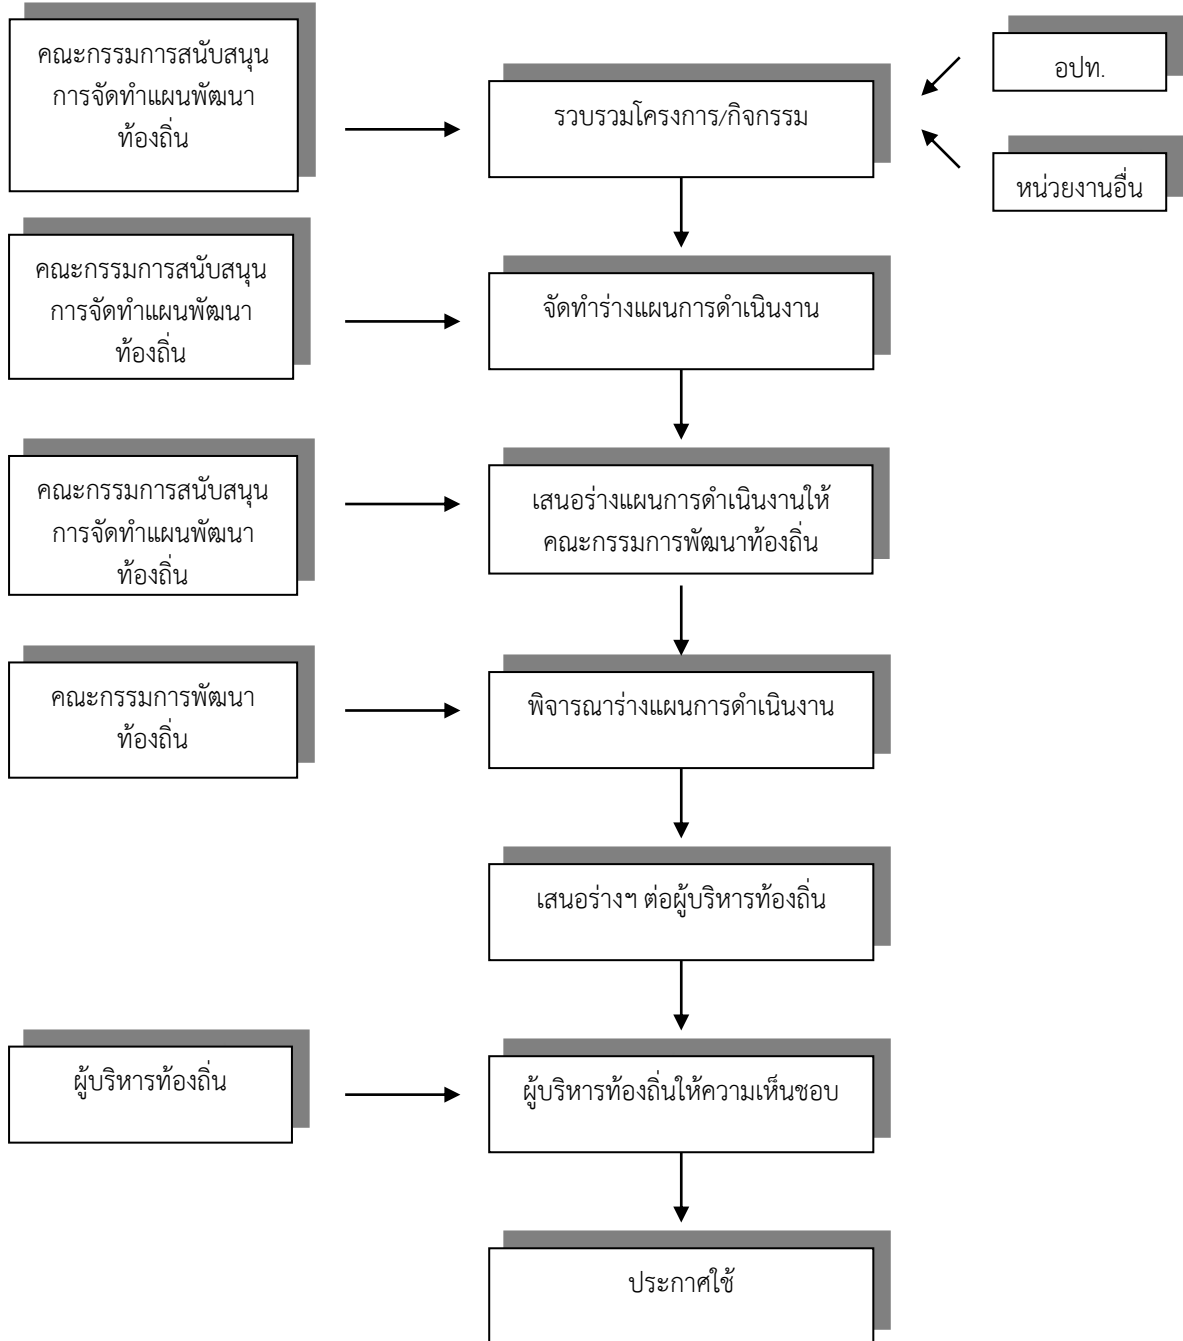 คณะกรรมการสนับสนุน
การจัดทำแผนพัฒนา
ท้องถิ่น
รวบรวมโครงการ/กิจกรรม
อปท.
หน่วยงานอื่น
คณะกรรมการสนับสนุน
การจัดทำแผนพัฒนา
ท้องถิ่น
จัดทำร่างแผนการดำเนินงาน
คณะกรรมการสนับสนุน
การจัดทำแผนพัฒนา
ท้องถิ่น
เสนอร่างแผนการดำเนินงานให้
คณะกรรมการพัฒนาท้องถิ่น
คณะกรรมการพัฒนา
ท้องถิ่น
พิจารณาร่างแผนการดำเนินงาน
เสนอร่างฯ ต่อผู้บริหารท้องถิ่น
ผู้บริหารท้องถิ่น
ผู้บริหารท้องถิ่นให้ความเห็นชอบ
ประกาศใช้